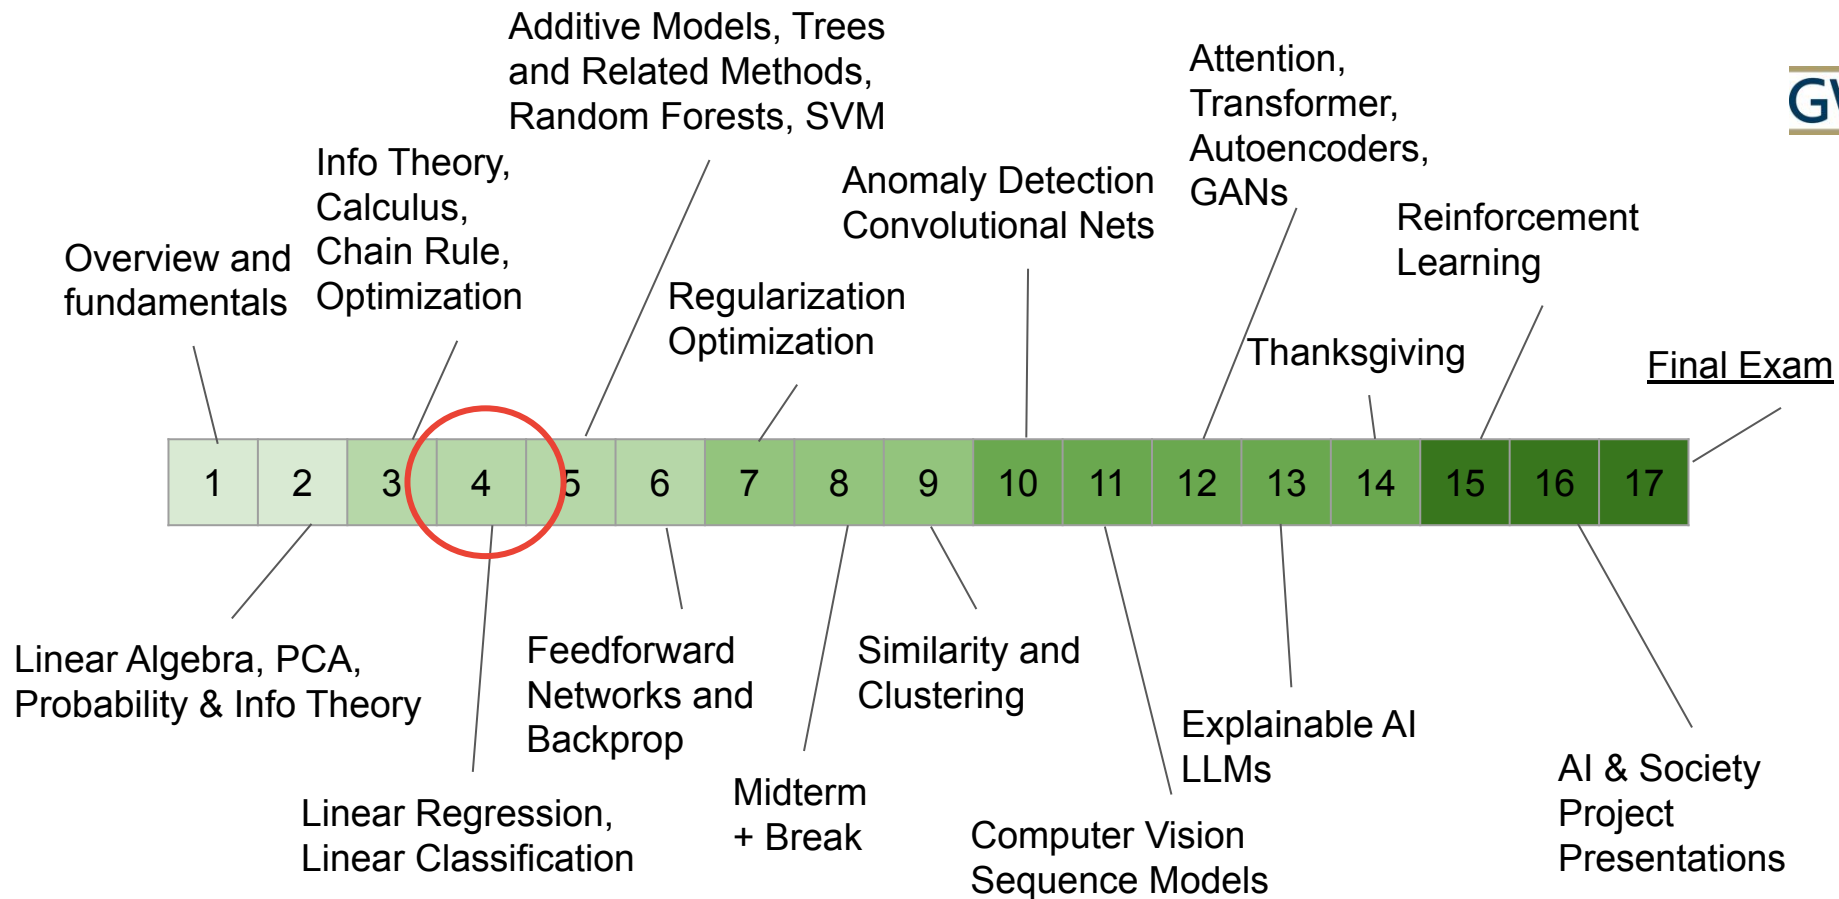 Additive Models, Trees
and Related Methods,
Random Forests, SVM
Attention,
Transformer,
Autoencoders,
GANs
Info Theory,
Calculus,
Chain Rule,
Optimization
Anomaly Detection
Convolutional Nets
Reinforcement
Learning
Overview and
fundamentals
Regularization
Optimization
Thanksgiving
Final Exam
1 2 3 4 5 6 7 8 9 10 11 12 13 14 15 16 17
Linear Algebra, PCA,
Probability & Info Theory
Feedforward
Networks and
Backprop
Similarity and
Clustering
Explainable AI
LLMs
Midterm
+ Break
AI & Society
Project
Presentations
Linear Regression,
Linear Classification
Computer Vision
Sequence Models